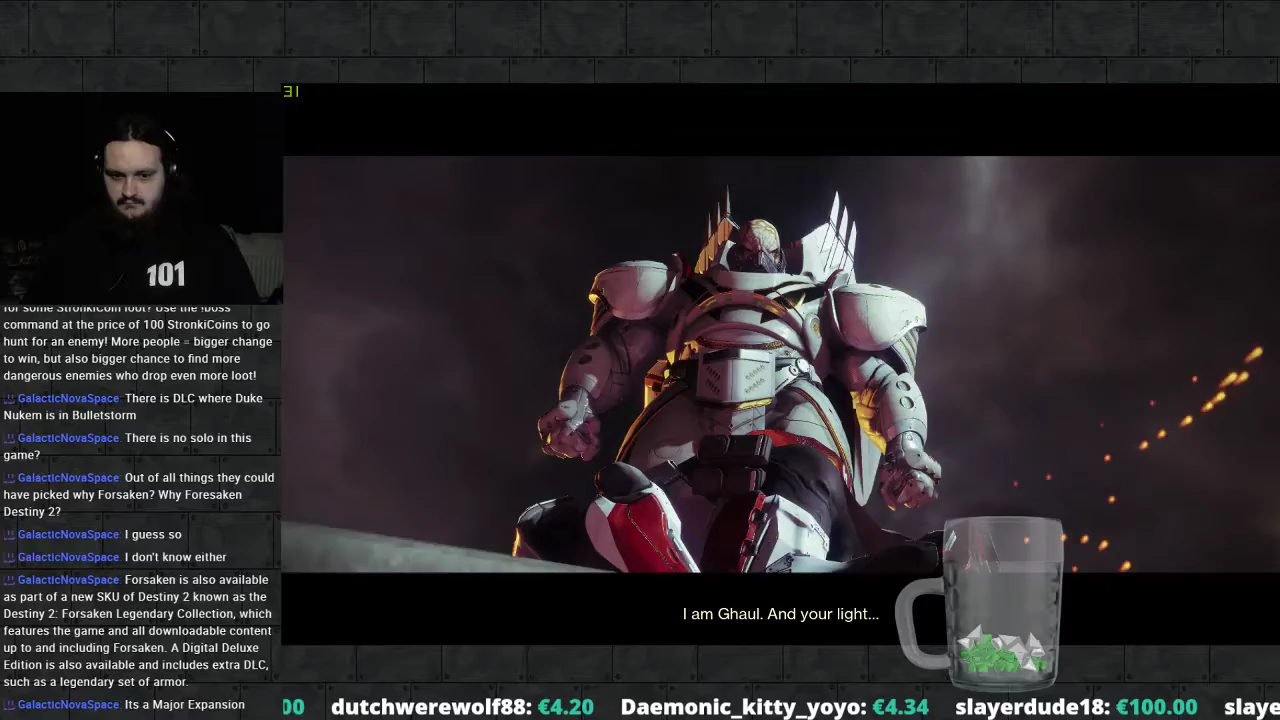 31
101
for some StronkiCoin loot? Use the !boss
command at the price of 100 StronkiCoins to go
hunt for an enemy! More people = bigger change
to win, but also bigger chance to find more
dangerous enemies who drop even more loot!
GalacticNovaSpace There is DLC where Duke
Nukem is in Bulletstorm
GalacticNovaSpace There is no solo in this
game?
GalacticNovaSpace Out of all things they could
have picked why Forsaken? Why Foresaken
Destiny 2?
GalacticNovaSpace I guess so
GalacticNovaSpace I don't know either
GalacticNovaSpace Forsaken is also available
as part of a new SKU of Destiny 2 known as the
Destiny 2: Forsaken Legendary Collection, which
features the game and all downloadable content
up to and including Forsaken. A Digital Deluxe
Edition is also available and includes extra DLC,
such as a legendary set of armor.
GalacticNovaSpace Its a Major Expansion
I am Ghaul. And your light...
00 dutchwerewolf88: €4.20 Daemonic_kitty_yoyo: €4.34 slayerdude18: €100.00 slaye